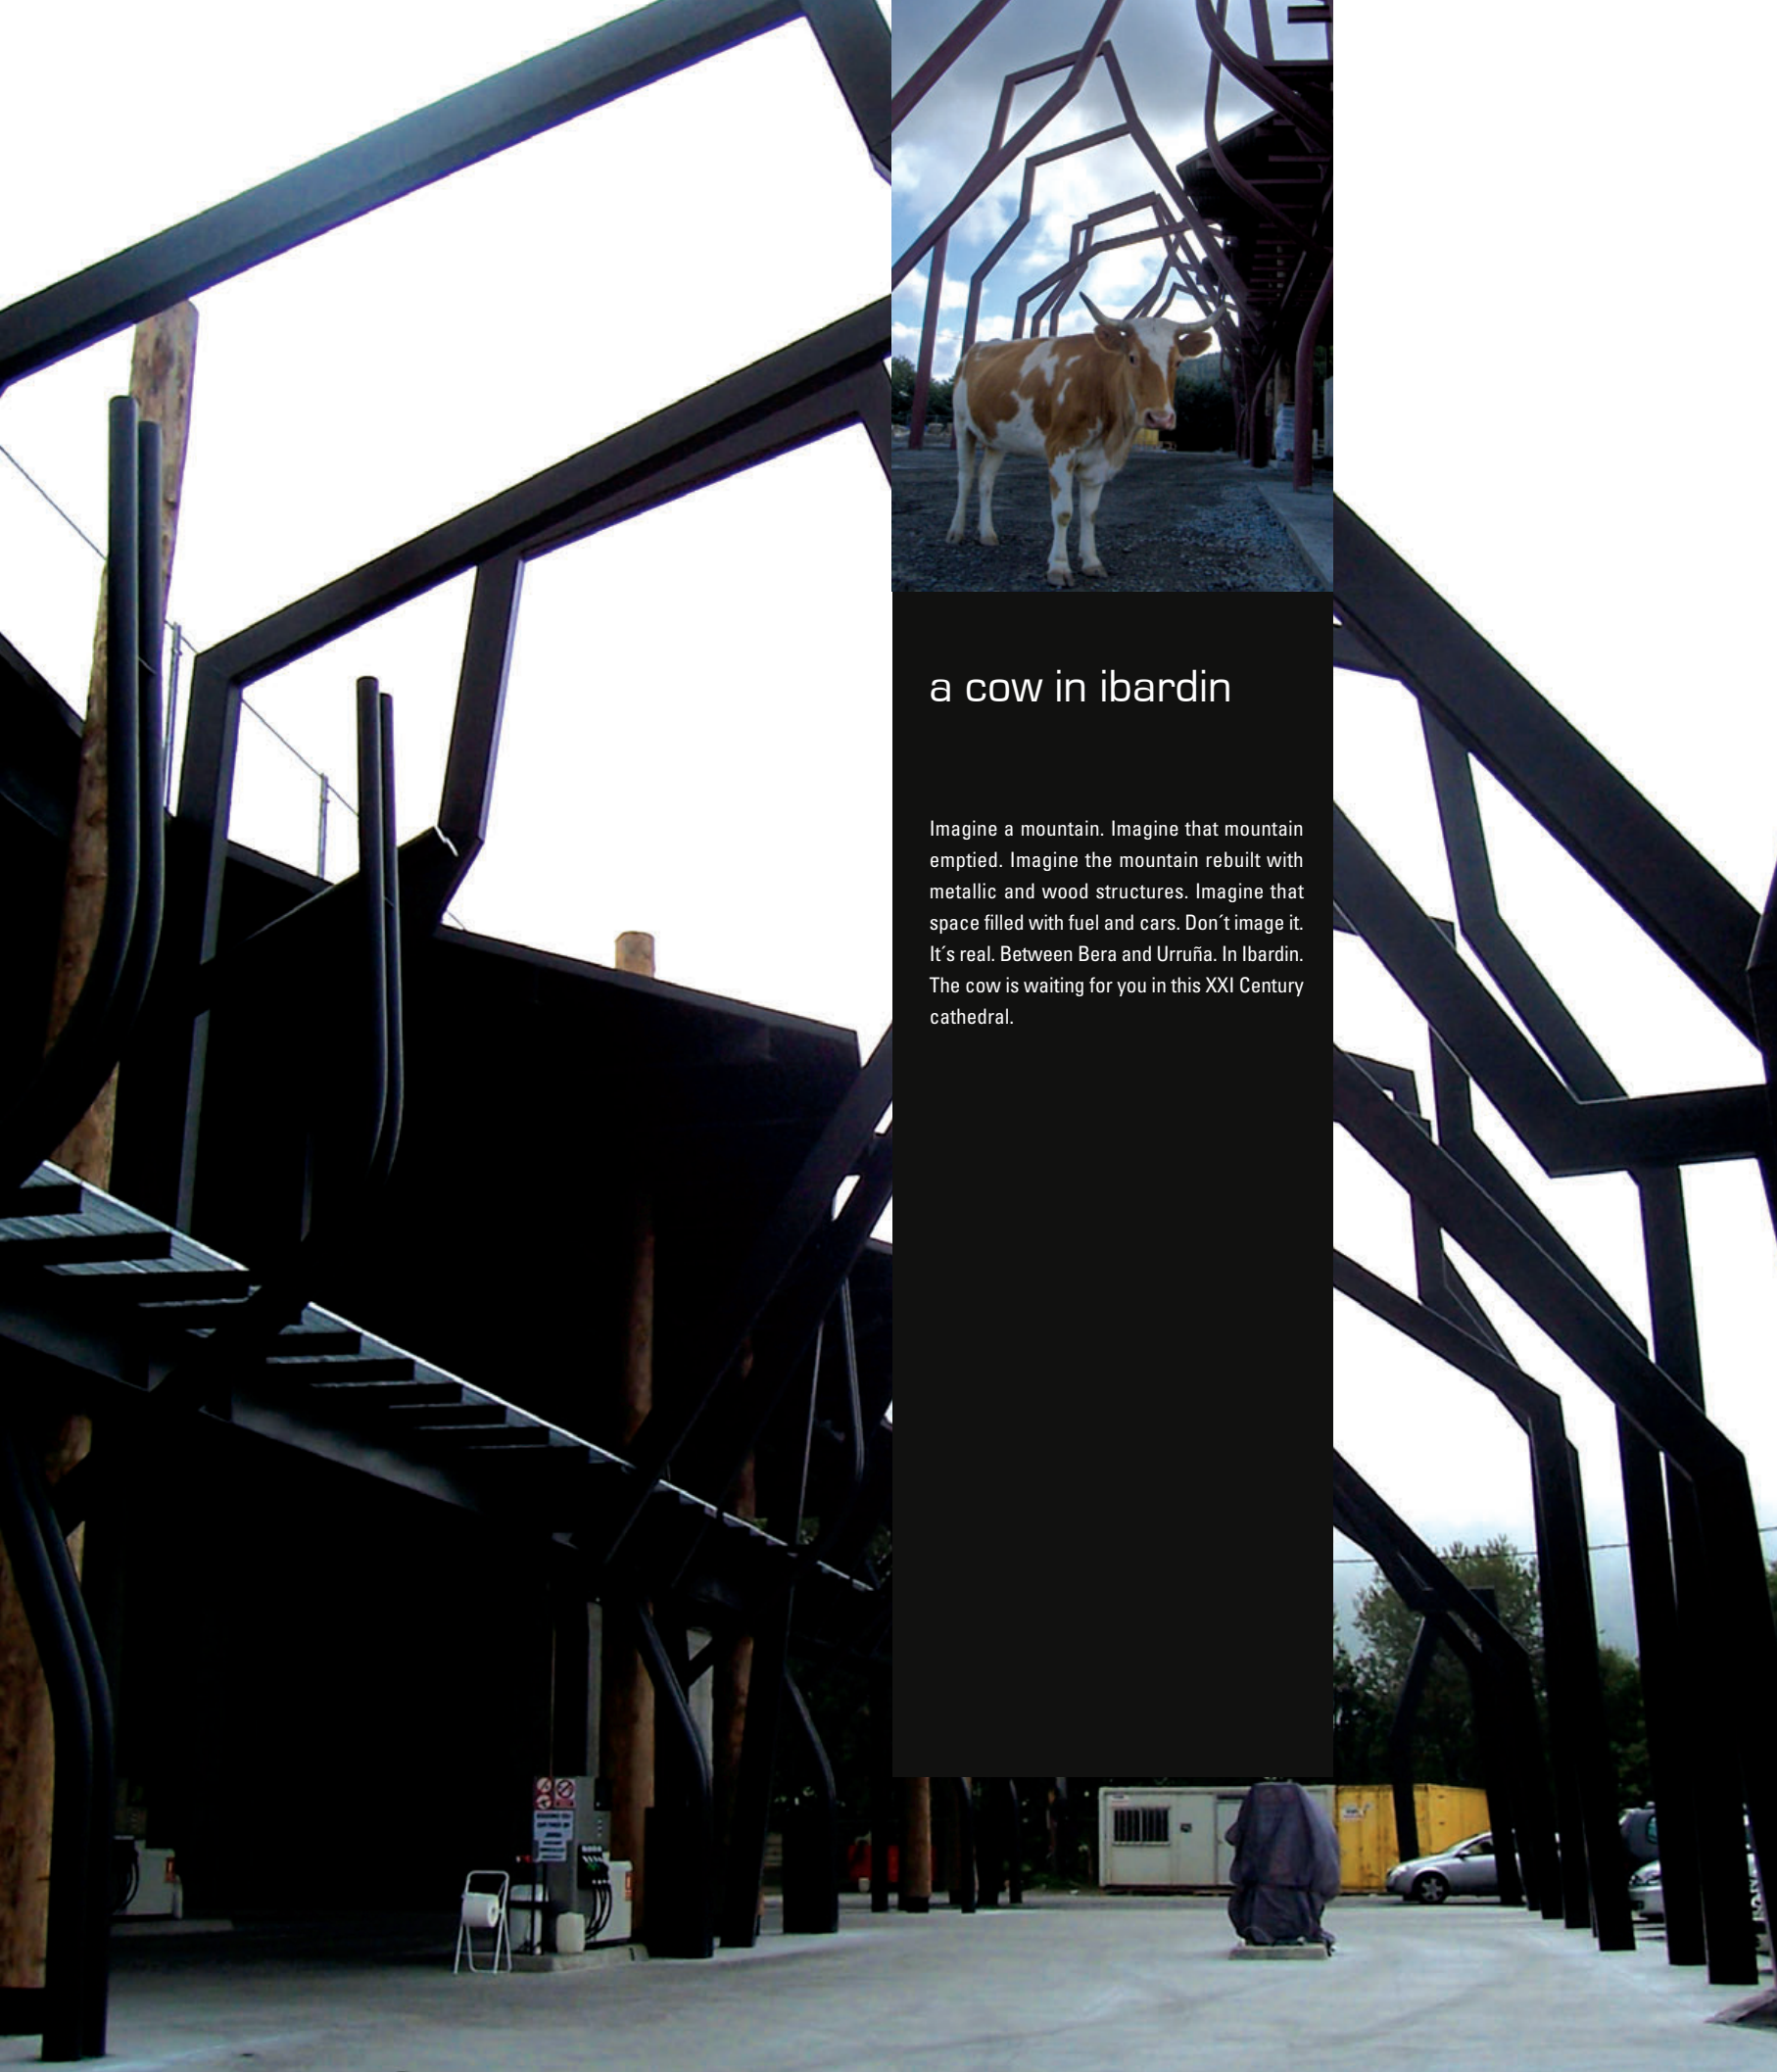 a cow in ibardin
Imagine a mountain. Imagine that mountain
emptied. Imagine the mountain rebuilt with
metallic and wood structures. Imagine that
space filled with fuel and cars. Don´t image it.
It´s real. Between Bera and Urruña. In Ibardin.
The cow is waiting for you in this XXI Century
cathedral.